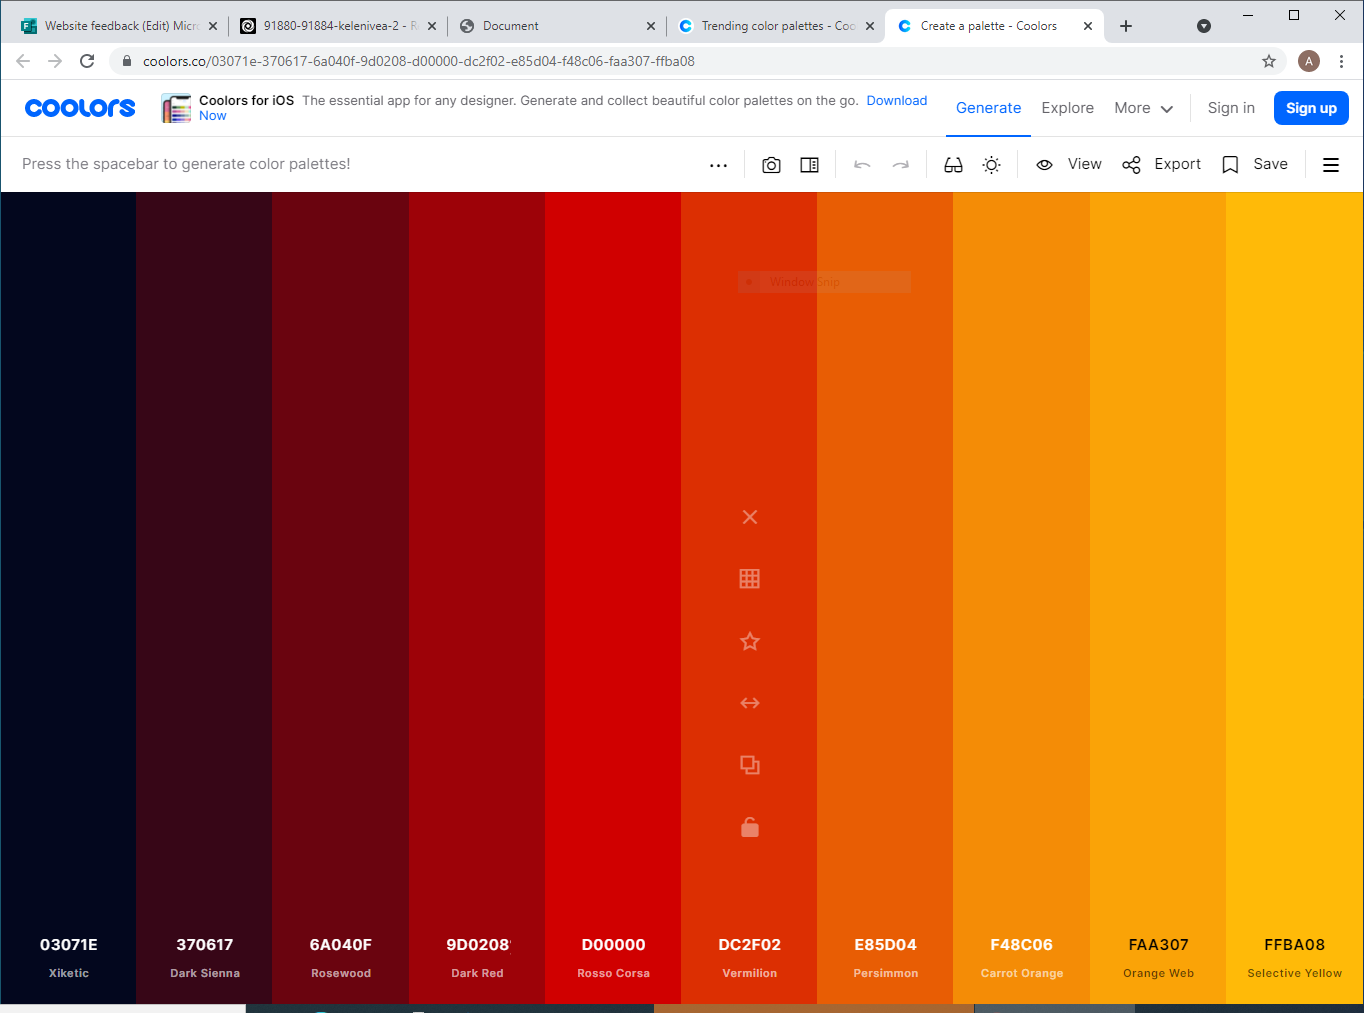 Website feedback (Edit) Micro
91880-91884-kelenivea-2 - R
Document
Trending color palettes - Coo
Create a palette - Coolors
coolors.co/03071e-370617-6a040f-9d0208-d00000-dc2f02-e85d04-f48c06-faa307-ffba08
A
coolors
Coolors for iOS The essential app for any designer. Generate and collect beautiful color palettes on the go. Download
Now
Generate
Explore
More
Sign in
Sign up
Press the spacebar to generate color palettes!
View
Export
Save
Window Snip
03071E
370617
6A040F
9D0208
D00000
DC2F02
E85D04
F48C06
FAA307
FFBA08
Xiketic
Dark Sienna
Rosewood
Dark Red
Rosso Corsa
Vermilion
Persimmon
Carrot Orange
Orange Web
Selective Yellow